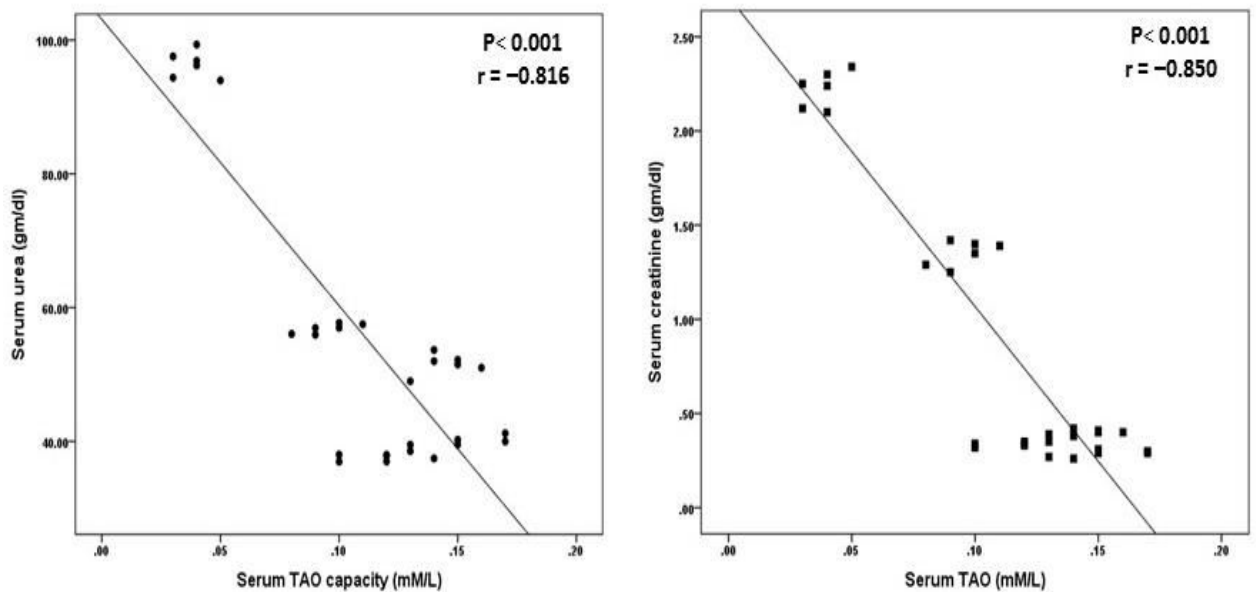 P< 0.001
r = −0.816
100.00
80.00
60.00
40.00
Serum urea (gm/dl)
.00 .05 .10 .15 .20
Serum TAO capacity (mM/L)
P< 0.001
r = −0.850
2.50
2.00
1.50
1.00
.50
.00
Serum creatinine (gm/dl)
.00 .05 .10 .15 .20
Serum TAO (mM/L)